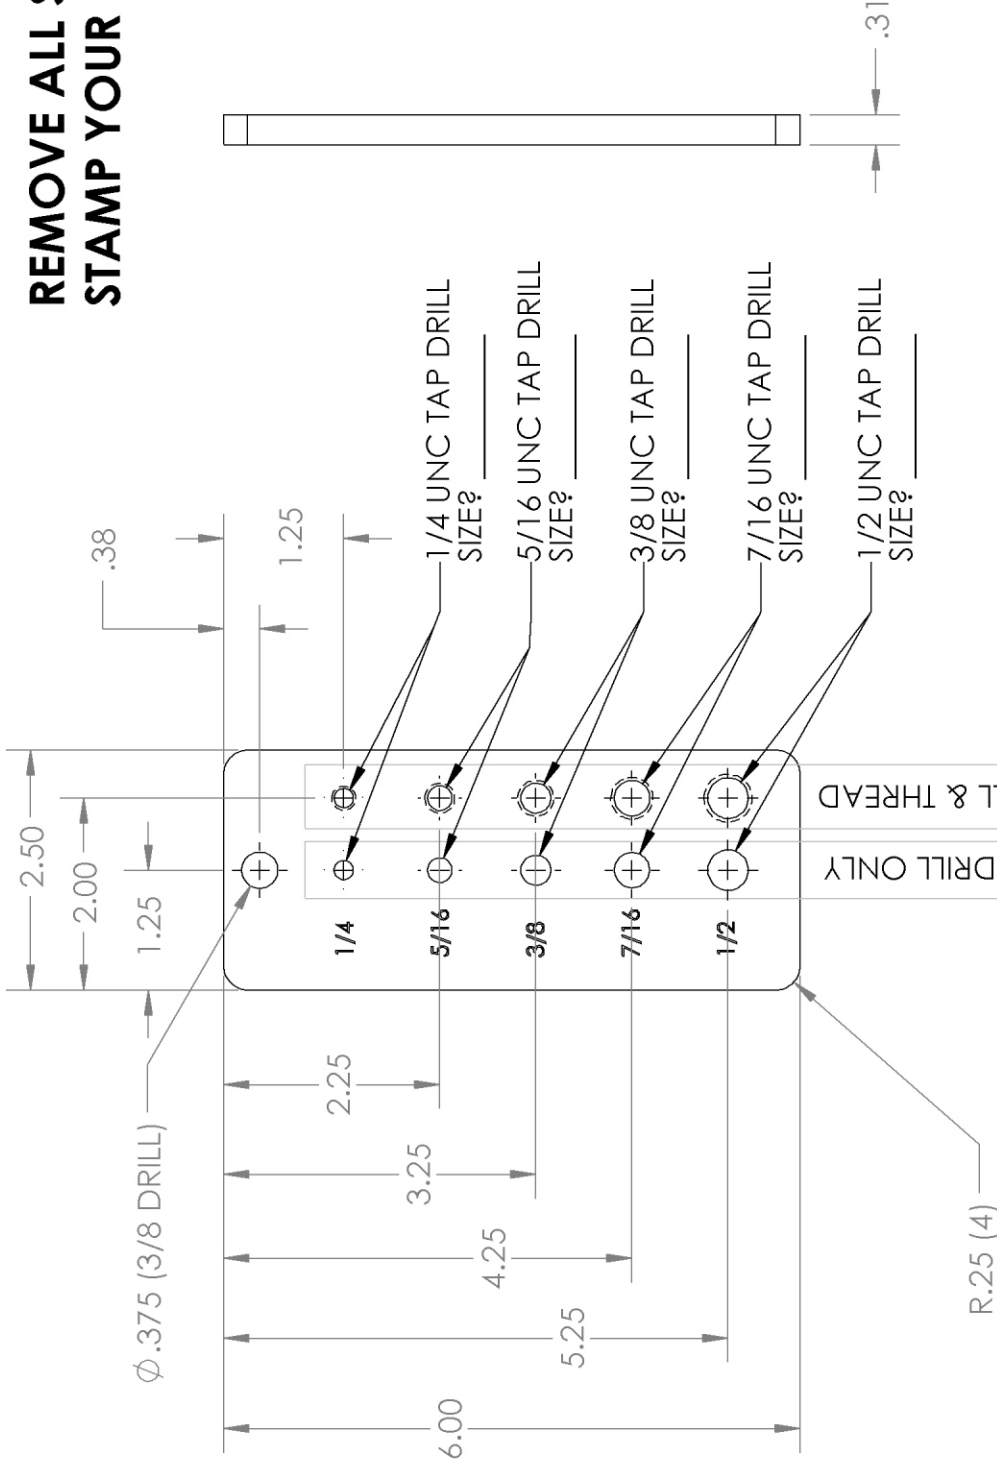 REMOVE ALL
STAMP YOUR
.31
.38
1.25
2.50
2.00
1.25
Ø.375 (3/8 DRILL)
1/4 UNC TAP DRILL
SIZE?
5/16 UNC TAP DRILL
SIZE?
3/8 UNC TAP DRILL
SIZE?
7/16 UNC TAP DRILL
SIZE?
1/2 UNC TAP DRILL
SIZE?
1/4
5/16
3/8
7/16
1/2
& THREAD
DRILL ONLY
2.25
3.25
4.25
5.25
6.00
R.25 (4)